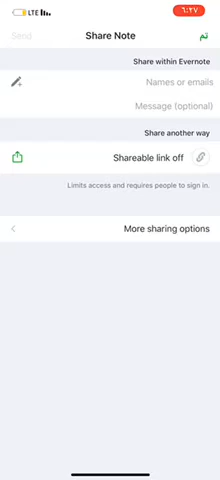 LTE
٦:٢٧
Send
Share Note
تم
Share within Evernote
Names or emails
Message (optional)
Share another way
Shareable link off
Limits access and requires people to sign in.
More sharing options